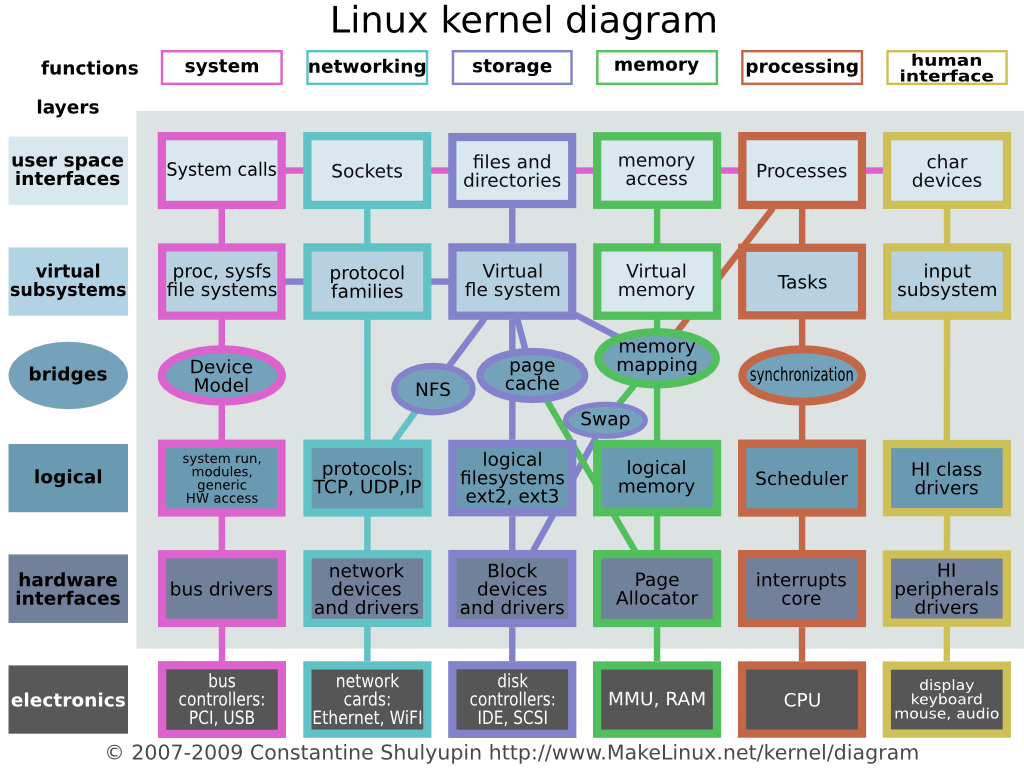 Linux kernel diagram
functions
system
networking
storage
memory
processing
human
interface
layers
user space
interfaces
System calls
Sockets
files and
directories
memory
access
Processes
char
devices
virtual
subsystems
proc, sysfs
file systems
protocol
families
Virtual
fle system
Virtual
memory
Tasks
input
subsystem
bridges
Device
Model
NFS
page
cache
memory
mapping
Swap
synchronization
logical
system run,
modules,
generic
HW access
protocols:
TCP, UDP,IP
logical
filesystems
ext2, ext3
logical
memory
Scheduler
HI class
drivers
hardware
interfaces
bus drivers
network
devices
and drivers
Block
devices
and drivers
Page
Allocator
interrupts
core
HI
peripherals
drivers
electronics
bus
controllers:
PCI, USB
network
cards:
Ethernet, WiFI
disk
controllers:
IDE, SCSI
MMU, RAM
CPU
display
keyboard
mouse, audio
© 2007-2009 Constantine Shulyupin http://www.MakeLinux.net/kernel/diagram